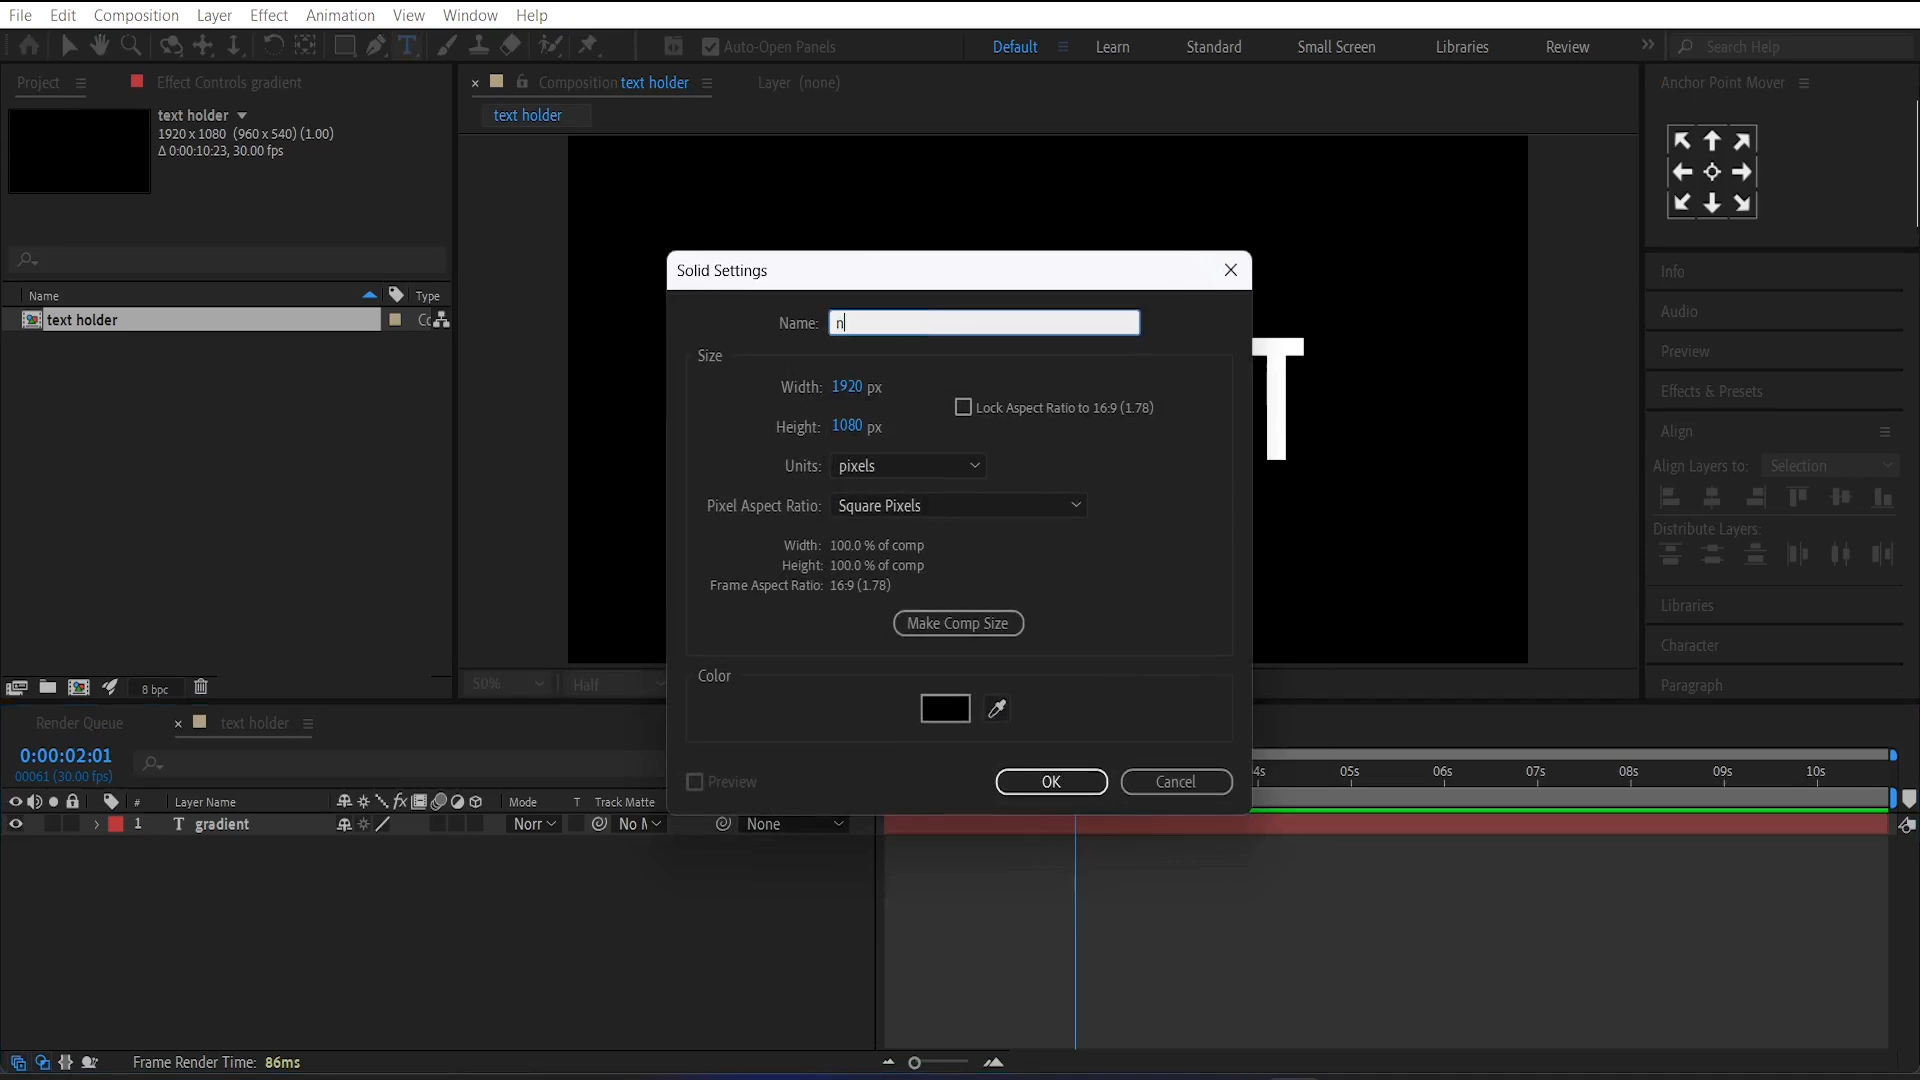 File Edit Composition Layer Effect Animation View Window Help
Auto-Open Panels Default Learn Standard Small Screen Libraries Review Search Help
Project Effect Controls gradient Composition text holder Layer (none) Anchor Point Mover
text holder
1920 x 1080 (960 x 540) (1.00)
Δ 0:00:10:23, 30.00 fps
text holder
T
Name Type
text holder
Solid Settings
Name: n
Size
Width: 1920 px
Height: 1080 px
Lock Aspect Ratio to 16:9 (1.78)
Units: pixels
Pixel Aspect Ratio: Square Pixels
Width: 100.0 % of comp
Height: 100.0 % of comp
Frame Aspect Ratio: 16:9 (1.78)
Make Comp Size
Color
Preview OK Cancel
Info
Audio
Preview
Effects & Presets
Align
Align Layers to: Selection
Distribute Layers:
Libraries
Character
Paragraph
8 bpc 50% Half
Render Queue text holder
0:00:02:01
00061 (30.00 fps)
4s 05s 06s 07s 08s 09s 10s
# Layer Name fx Mode T Track Matte
1 T gradient Norr No M None
Frame Render Time: 86ms